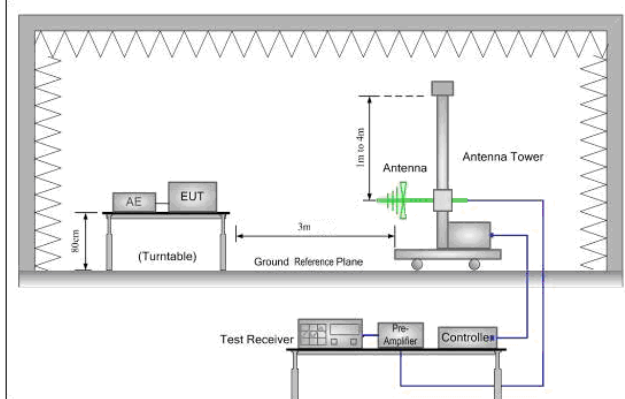 1m to 4m
Antenna
Antenna Tower
AE
EUT
80cm
(Turntable)
3m
Ground Reference Plane
Test Receiver
Pre-
Amplifier
Controller